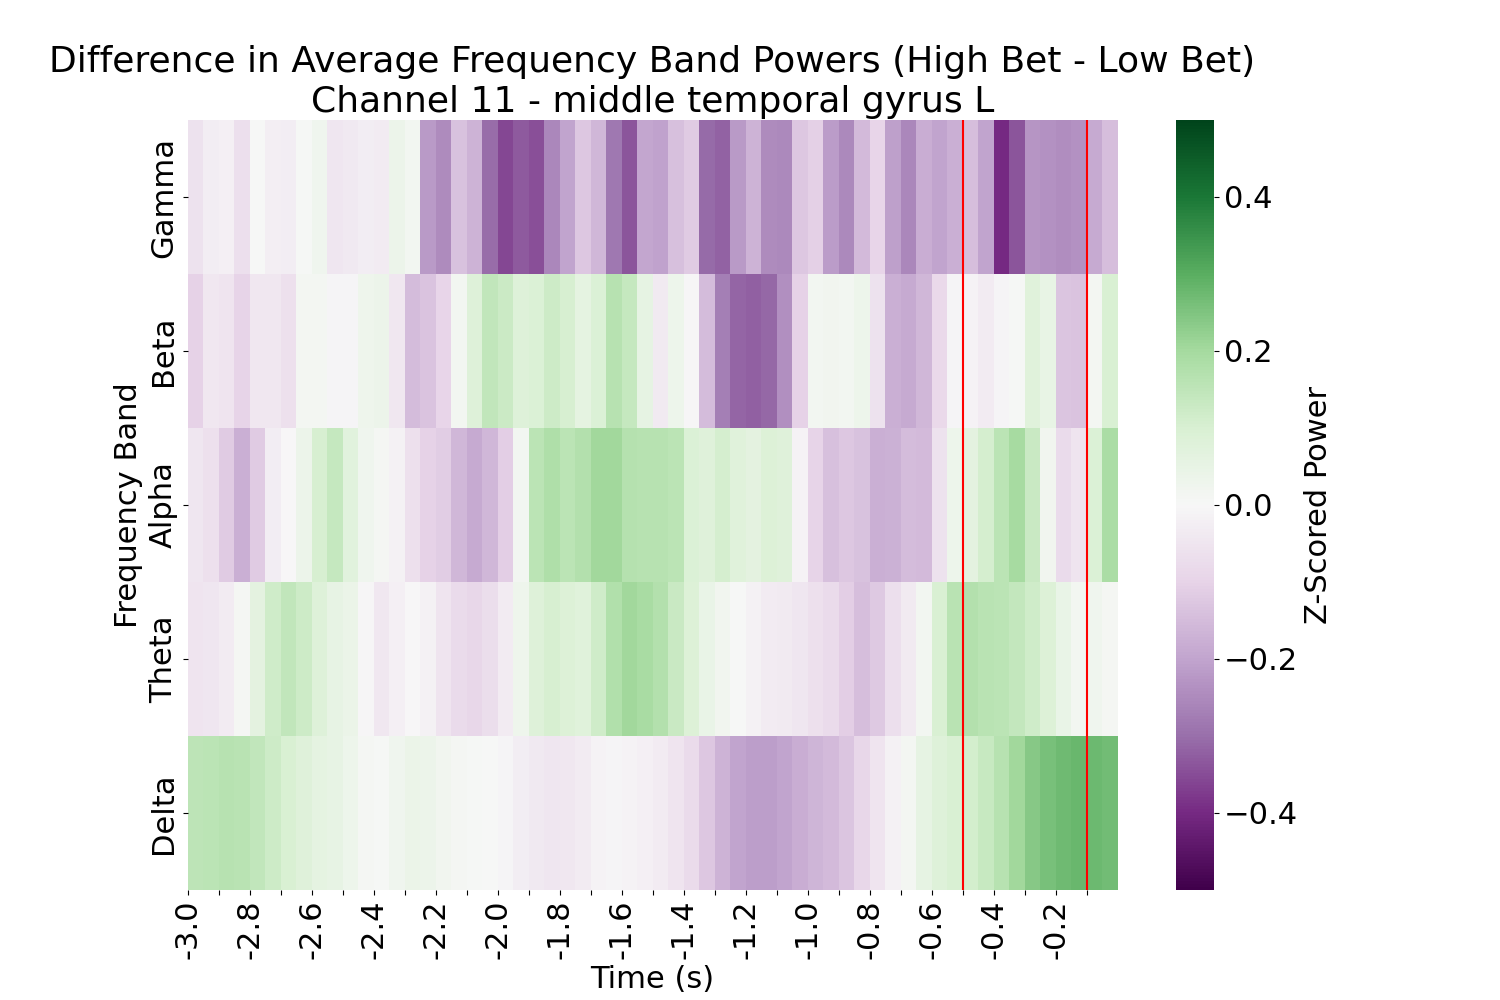 Difference in Average Frequency Band Powers (High Bet - Low Bet)
Channel 11 - middle temporal gyrus L
Frequency Band
Gamma
Beta
Alpha
Theta
Delta
-3.0
-2.8
-2.6
-2.4
-2.2
-2.0
-1.8
-1.6
-1.4
-1.2
-1.0
-0.8
-0.6
-0.4
-0.2
Time (s)
0.4
0.2
0.0
−0.2
−0.4
Z-Scored Power